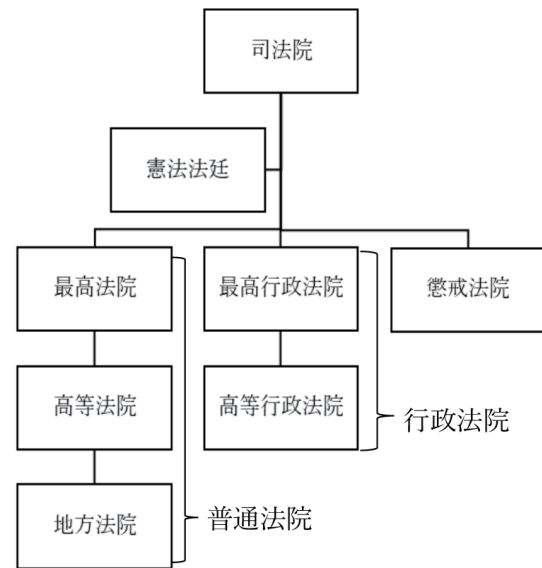 司法院
憲法法廷
最高法院
最高行政法院
懲戒法院
高等法院
高等行政法院
行政法院
地方法院
普通法院